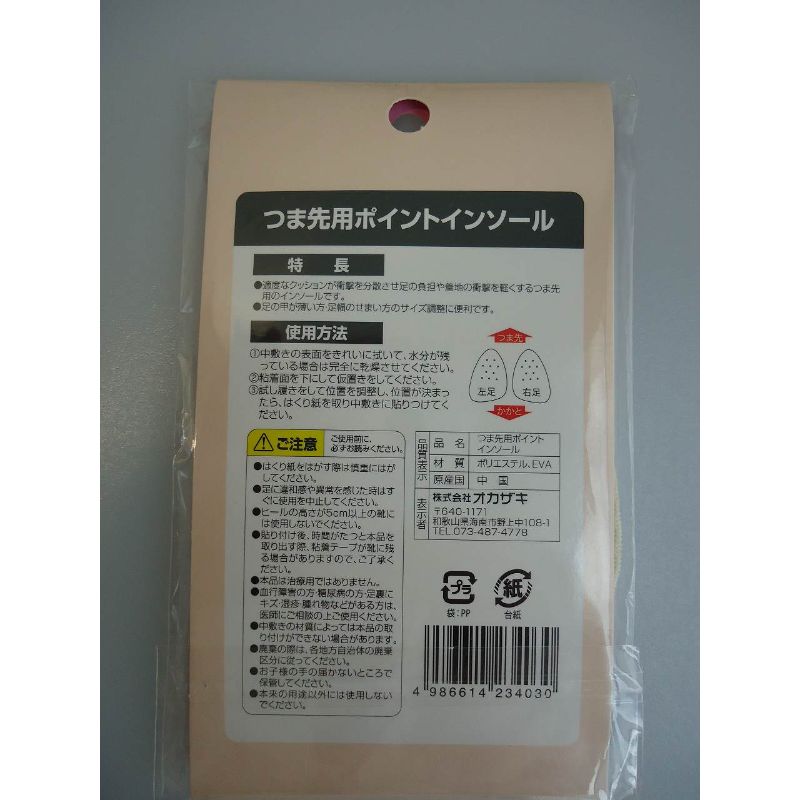 つま先用ポイントインソール
特 長
●適度なクッションが衝撃を分散させ足の負担や着地の衝撃を軽くするつま先
用のインソールです。
●足の甲が薄い方・足幅のせまい方のサイズ調整に便利です。
使用方法
①中敷きの表面をきれいに拭いて、水分が残
っている場合は完全に乾燥させてください。
②粘着面を下にして仮置きをしてください。
③試し履きをして位置を調整し、位置が決まっ
たら、はくり紙を取り中敷きに貼りつけてく
ださい。
つま先
左足 右足
かかと
ご注意 ご使用前に、
必ずお読みください。
●はくり紙をはがす際は慎重にはが
してください。
●足に違和感や異常を感じた時はす
ぐに使用を中止してください。
●ヒールの高さが5cm以上の靴に
は使用しないでください。
●貼り付け後、時間がたつと本品を
取り出す際、粘着テープが靴に残
る場合がありますので、ご了承く
ださい。
●本品は治療用ではありません。
●血行障害の方・糖尿病の方・足裏に
キズ・湿疹・腫れ物などがある方は、
医師にご相談の上ご使用ください。
●中敷きの材質によっては本品の取
り付けができない場合があります。
●廃棄の際は、各地方自治体の廃棄
区分に従ってください。
●お子様の手の届かないところで
保管してください。
●本来の用途以外には使用しない
でください。
品質表示
品 名 つま先用ポイント
インソール
材 質 ポリエステル、EVA
原産国 中 国
表示者
株式会社オカザキ
〒640-1171
和歌山県海南市野上中108-1
TEL.073-487-4778
プラ 紙
袋:PP 台紙
4 986614 234030